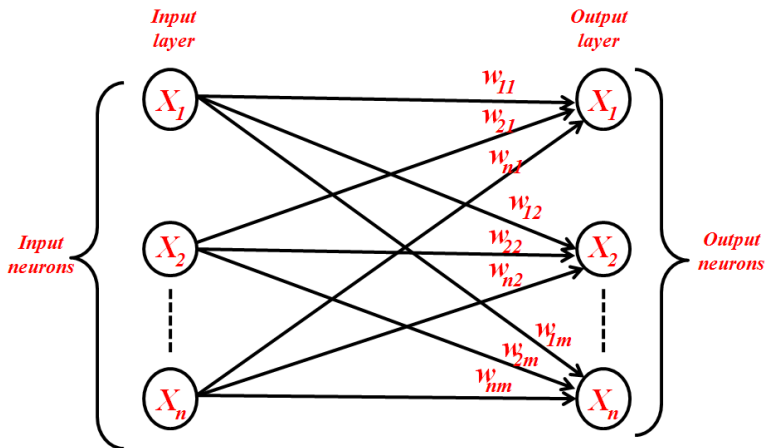 Input
layer
Output
layer
X1
w11
X1
w21
wn1
w12
Input
neurons
X2
w22
X2
Output
neurons
wn2
w1m
w2m
wnm
Xn
Xn